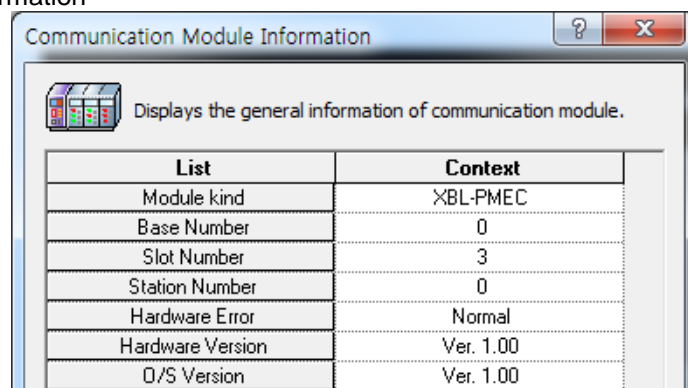 rmation
Communication Module Information
Displays the general information of communication module.
List Context
Module kind XBL-PMEC
Base Number 0
Slot Number 3
Station Number 0
Hardware Error Normal
Hardware Version Ver. 1.00
O/S Version Ver. 1.00